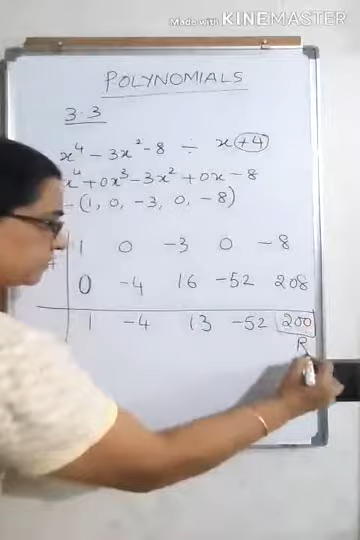 Made with KINEMASTER
POLYNOMIALS
3.3
x⁴ - 3x² - 8 ÷ x + 4
x⁴ + 0x³ - 3x² + 0x - 8
- (1, 0, -3, 0, -8)
1 0 -3 0 -8
0 -4 16 -52 208
1 -4 13 -52 200
R